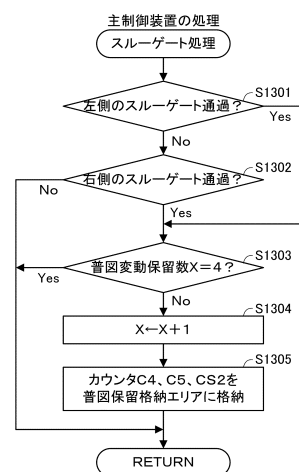 主制御装置の処理
スルーゲート処理
S1301
左側のスルーゲート通過?
Yes
No
S1302
右側のスルーゲート通過?
No
Yes
S1303
普図変動保留数X=4?
Yes
No
S1304
X←X+1
S1305
カウンタC4、C5、CS2を
普図保留格納エリアに格納
RETURN